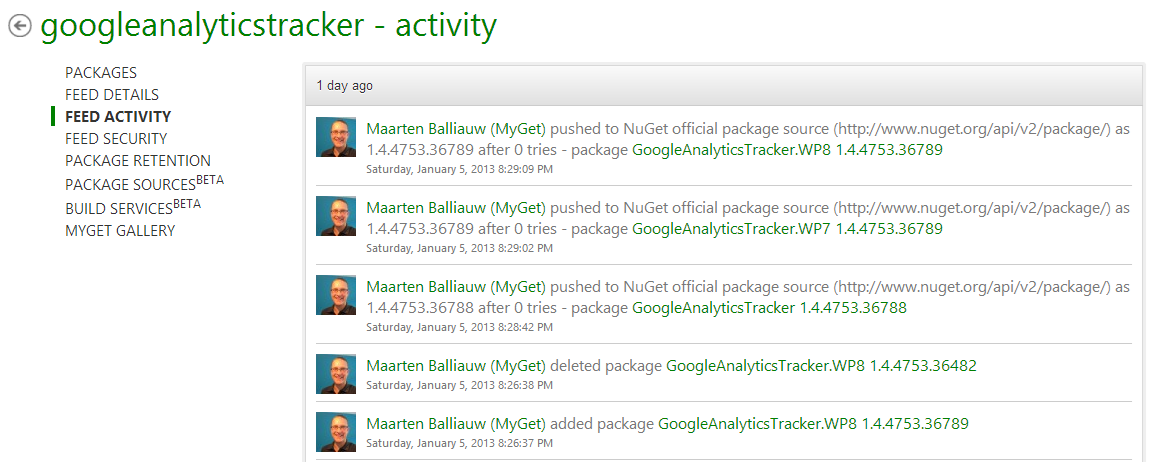 googleanalyticstracker - activity
PACKAGES
FEED DETAILS
FEED ACTIVITY
FEED SECURITY
PACKAGE RETENTION
PACKAGE SOURCESBETA
BUILD SERVICESBETA
MYGET GALLERY
1 day ago
Maarten Balliauw (MyGet) pushed to NuGet official package source (http://www.nuget.org/api/v2/package/) as
1.4.4753.36789 after 0 tries - package GoogleAnalyticsTracker.WP8 1.4.4753.36789
Saturday, January 5, 2013 8:29:09 PM
Maarten Balliauw (MyGet) pushed to NuGet official package source (http://www.nuget.org/api/v2/package/) as
1.4.4753.36789 after 0 tries - package GoogleAnalyticsTracker.WP7 1.4.4753.36789
Saturday, January 5, 2013 8:29:02 PM
Maarten Balliauw (MyGet) pushed to NuGet official package source (http://www.nuget.org/api/v2/package/) as
1.4.4753.36788 after 0 tries - package GoogleAnalyticsTracker 1.4.4753.36788
Saturday, January 5, 2013 8:28:42 PM
Maarten Balliauw (MyGet) deleted package GoogleAnalyticsTracker.WP8 1.4.4753.36482
Saturday, January 5, 2013 8:26:38 PM
Maarten Balliauw (MyGet) added package GoogleAnalyticsTracker.WP8 1.4.4753.36789
Saturday, January 5, 2013 8:26:37 PM